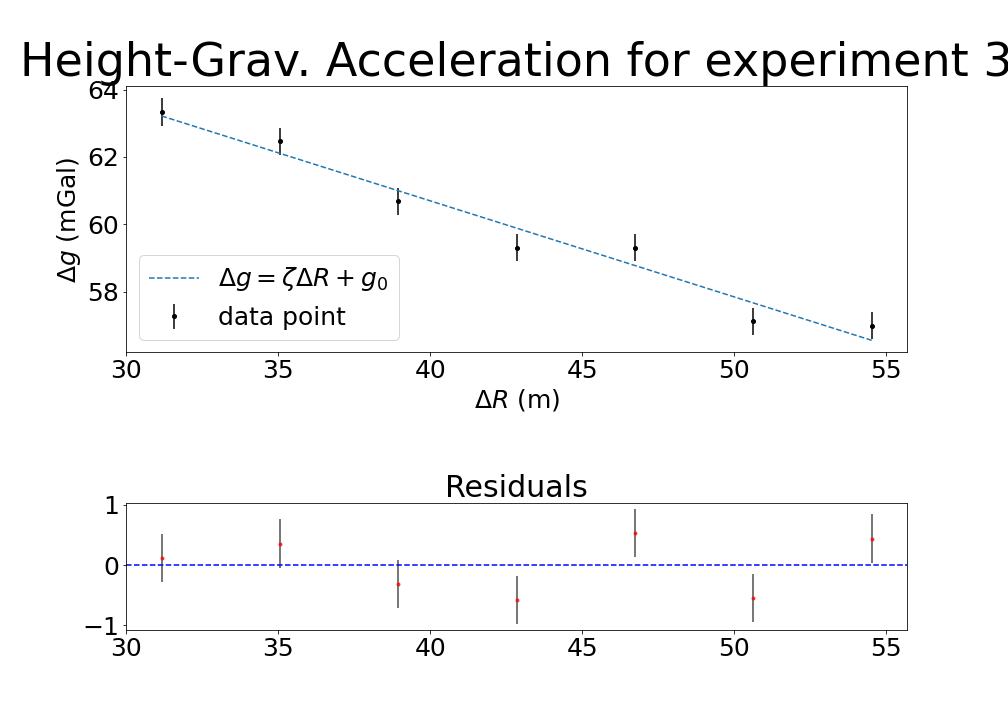 Height-Grav. Acceleration for experiment 3
64
62
60
58
Δg (mGal)
Δg = ζΔR + g₀
data point
30 35 40 45 50 55
ΔR (m)
Residuals
1
0
−1
30 35 40 45 50 55